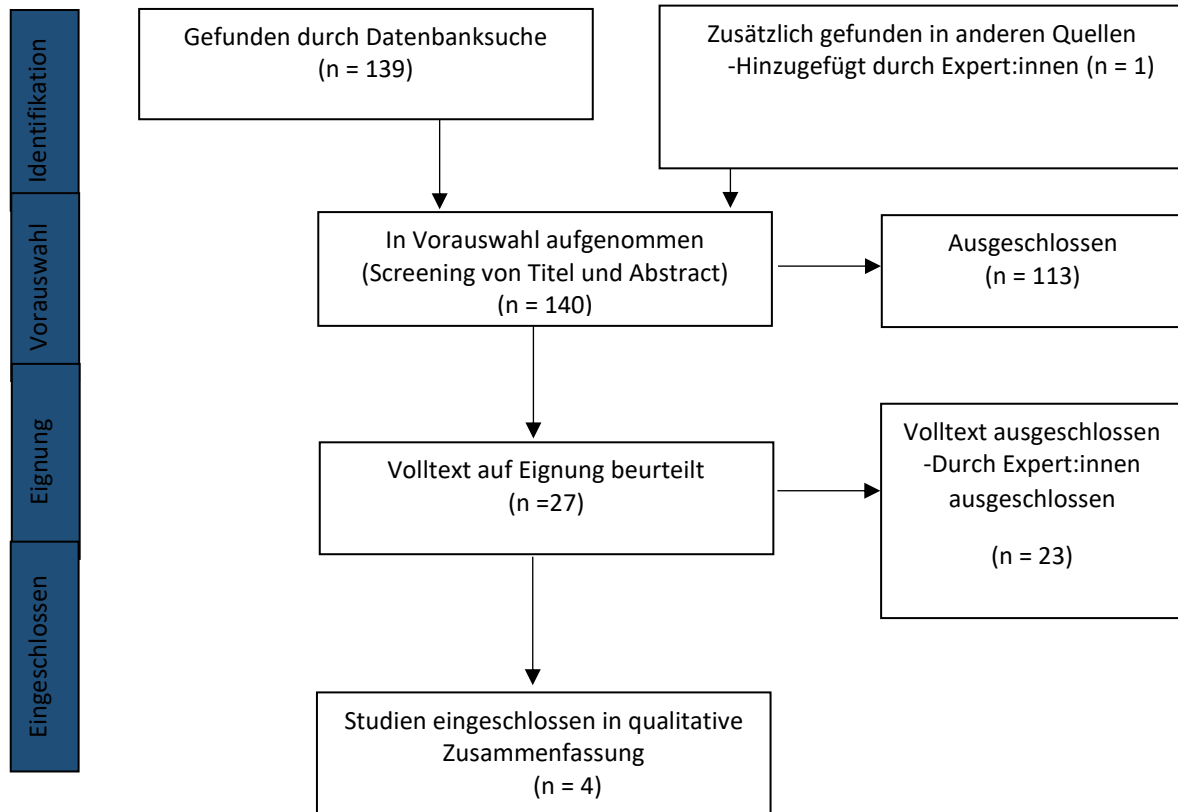 Identifikation
Gefunden durch Datenbanksuche
(n = 139)
Zusätzlich gefunden in anderen Quellen
-Hinzugefügt durch Expert:innen (n = 1)
Vorauswahl
In Vorauswahl aufgenommen
(Screening von Titel und Abstract)
(n = 140)
Ausgeschlossen
(n = 113)
Eignung
Volltext auf Eignung beurteilt
(n =27)
Volltext ausgeschlossen
-Durch Expert:innen
ausgeschlossen
(n = 23)
Eingeschlossen
Studien eingeschlossen in qualitative
Zusammenfassung
(n = 4)